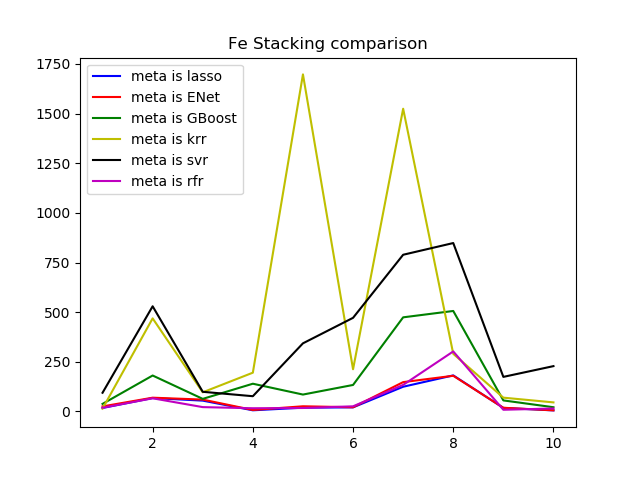 Fe Stacking comparison
1750
1500
1250
1000
750
500
250
0
meta is lasso
meta is ENet
meta is GBoost
meta is krr
meta is svr
meta is rfr
2 4 6 8 10